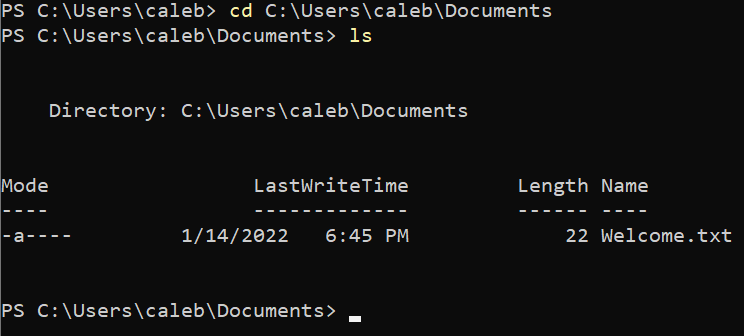 PS C:\Users\caleb> cd C:\Users\caleb\Documents
PS C:\Users\caleb\Documents> ls
Directory: C:\Users\caleb\Documents
Mode LastWriteTime Length Name
---- ------------- ------ ----
-a---- 1/14/2022 6:45 PM 22 Welcome.txt
PS C:\Users\caleb\Documents>